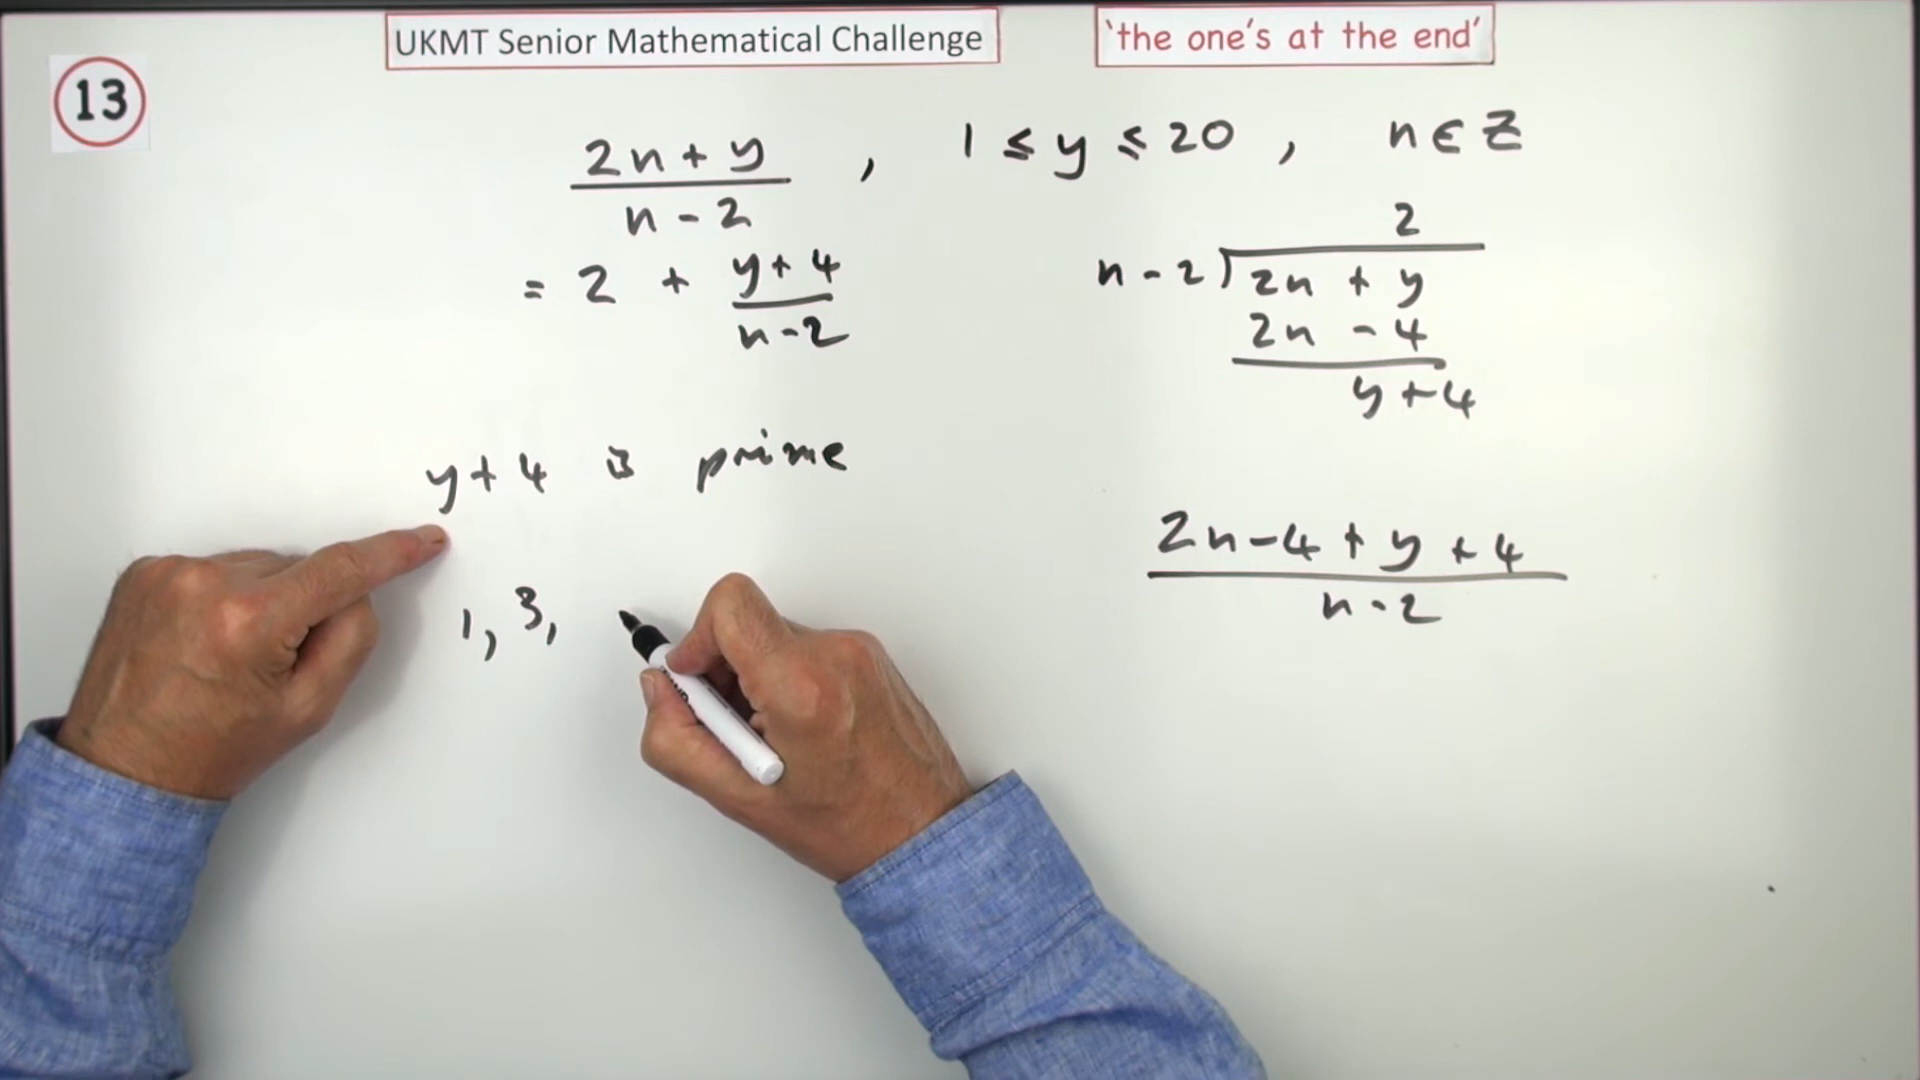 UKMT Senior Mathematical Challenge
'the one's at the end'
13
2n + y , 1 ≤ y ≤ 20 , n ∈ Z
n - 2
= 2 + y + 4
n - 2
2
n - 2 ) 2n + y
2n - 4
y + 4
y + 4 is prime
1, 3,
2n - 4 + y + 4
n - 2